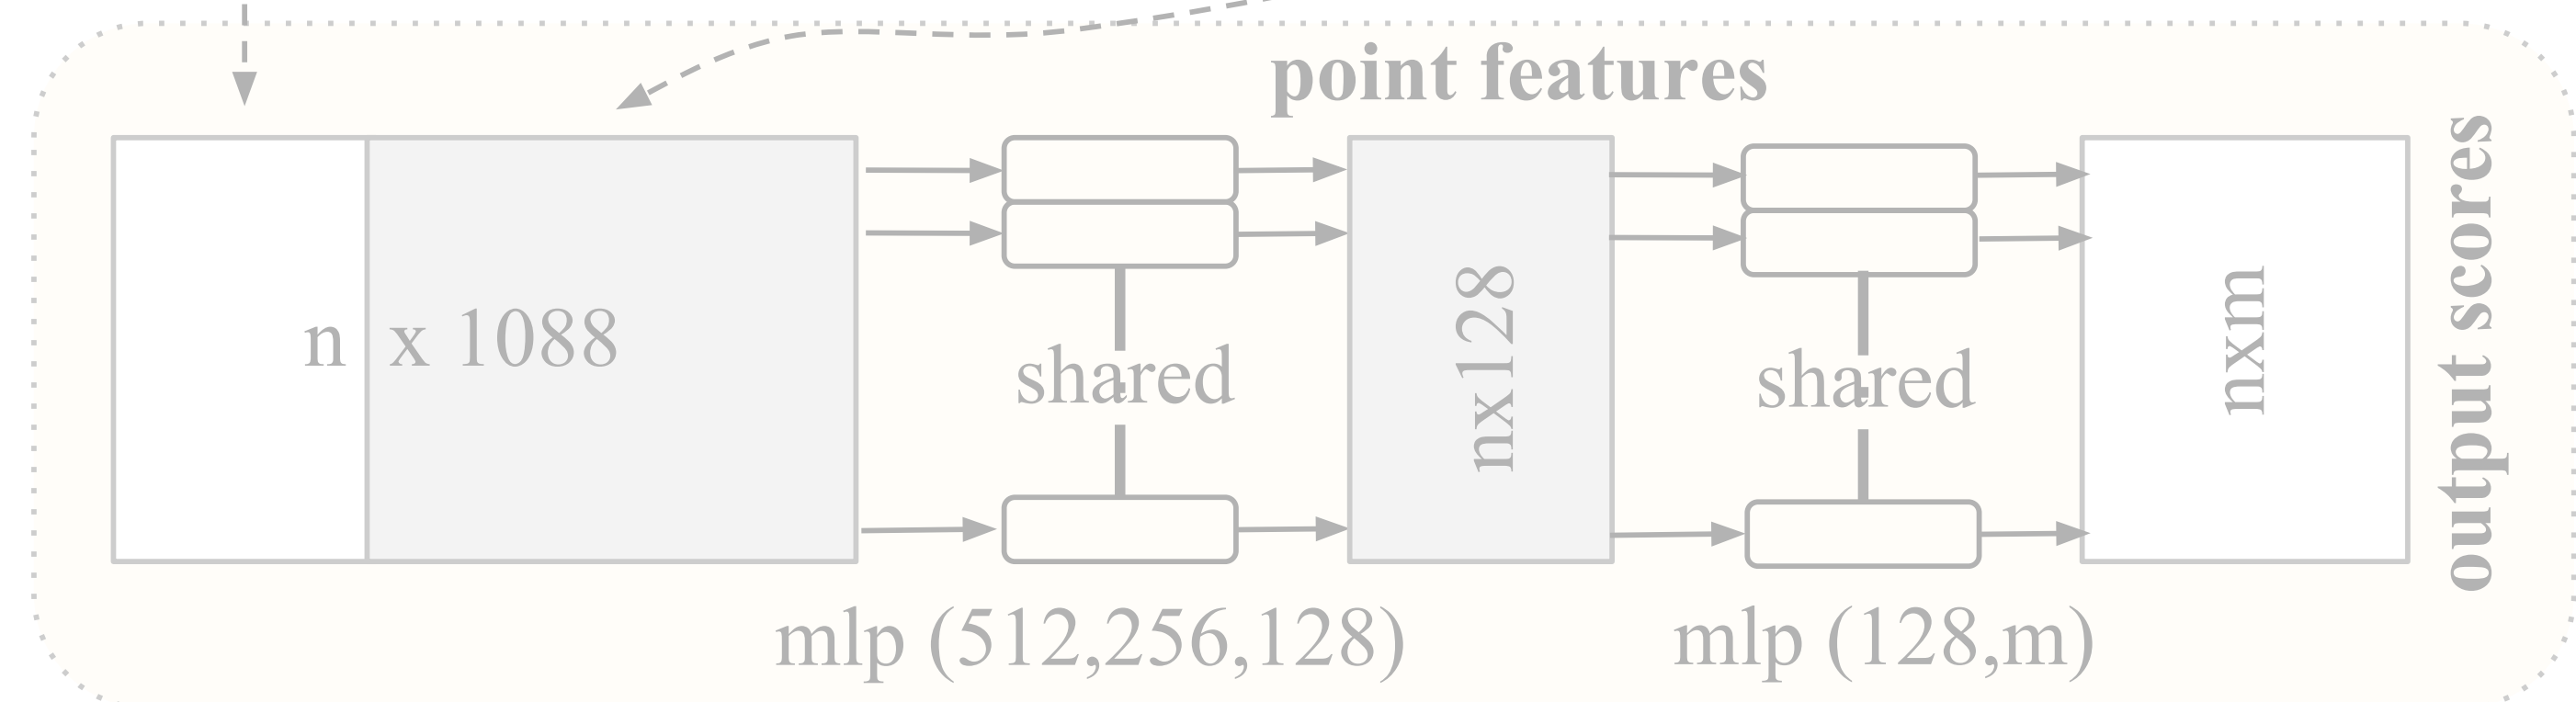 point features
n x 1088
shared
nx128
shared
nxm
output scores
mlp (512,256,128)
mlp (128,m)